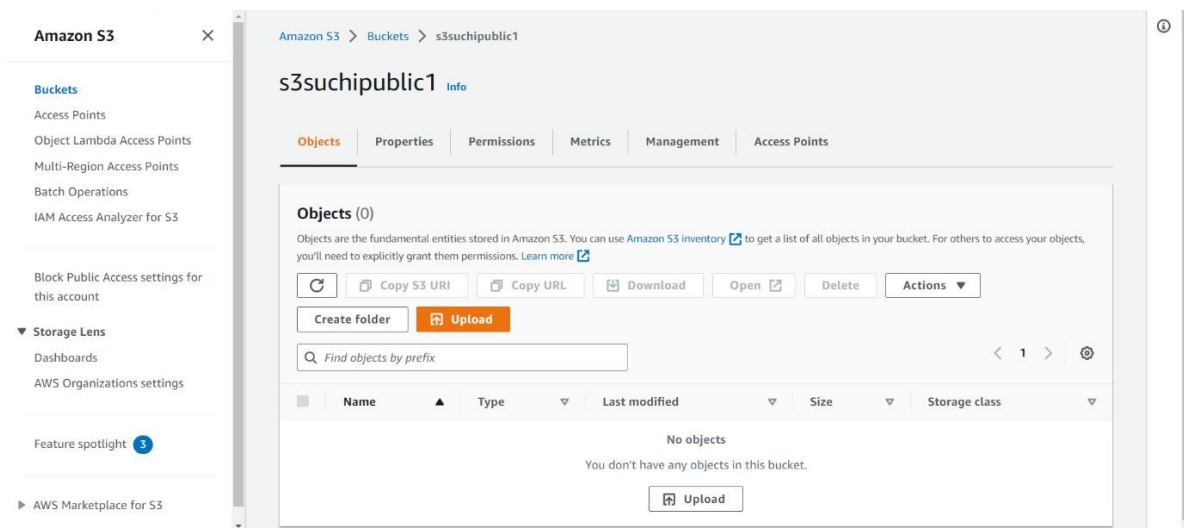 Amazon S3
Buckets
Access Points
Object Lambda Access Points
Multi-Region Access Points
Batch Operations
IAM Access Analyzer for S3
Block Public Access settings for
this account
Storage Lens
Dashboards
AWS Organizations settings
Feature spotlight 3
AWS Marketplace for S3
Amazon S3 > Buckets > s3suchipublic1
s3suchipublic1 Info
Objects Properties Permissions Metrics Management Access Points
Objects (0)
Objects are the fundamental entities stored in Amazon S3. You can use Amazon S3 inventory to get a list of all objects in your bucket. For others to access your objects,
you'll need to explicitly grant them permissions. Learn more
Copy S3 URI Copy URL Download Open Delete Actions
Create folder Upload
Find objects by prefix
1
Name Type Last modified Size Storage class
No objects
You don't have any objects in this bucket.
Upload